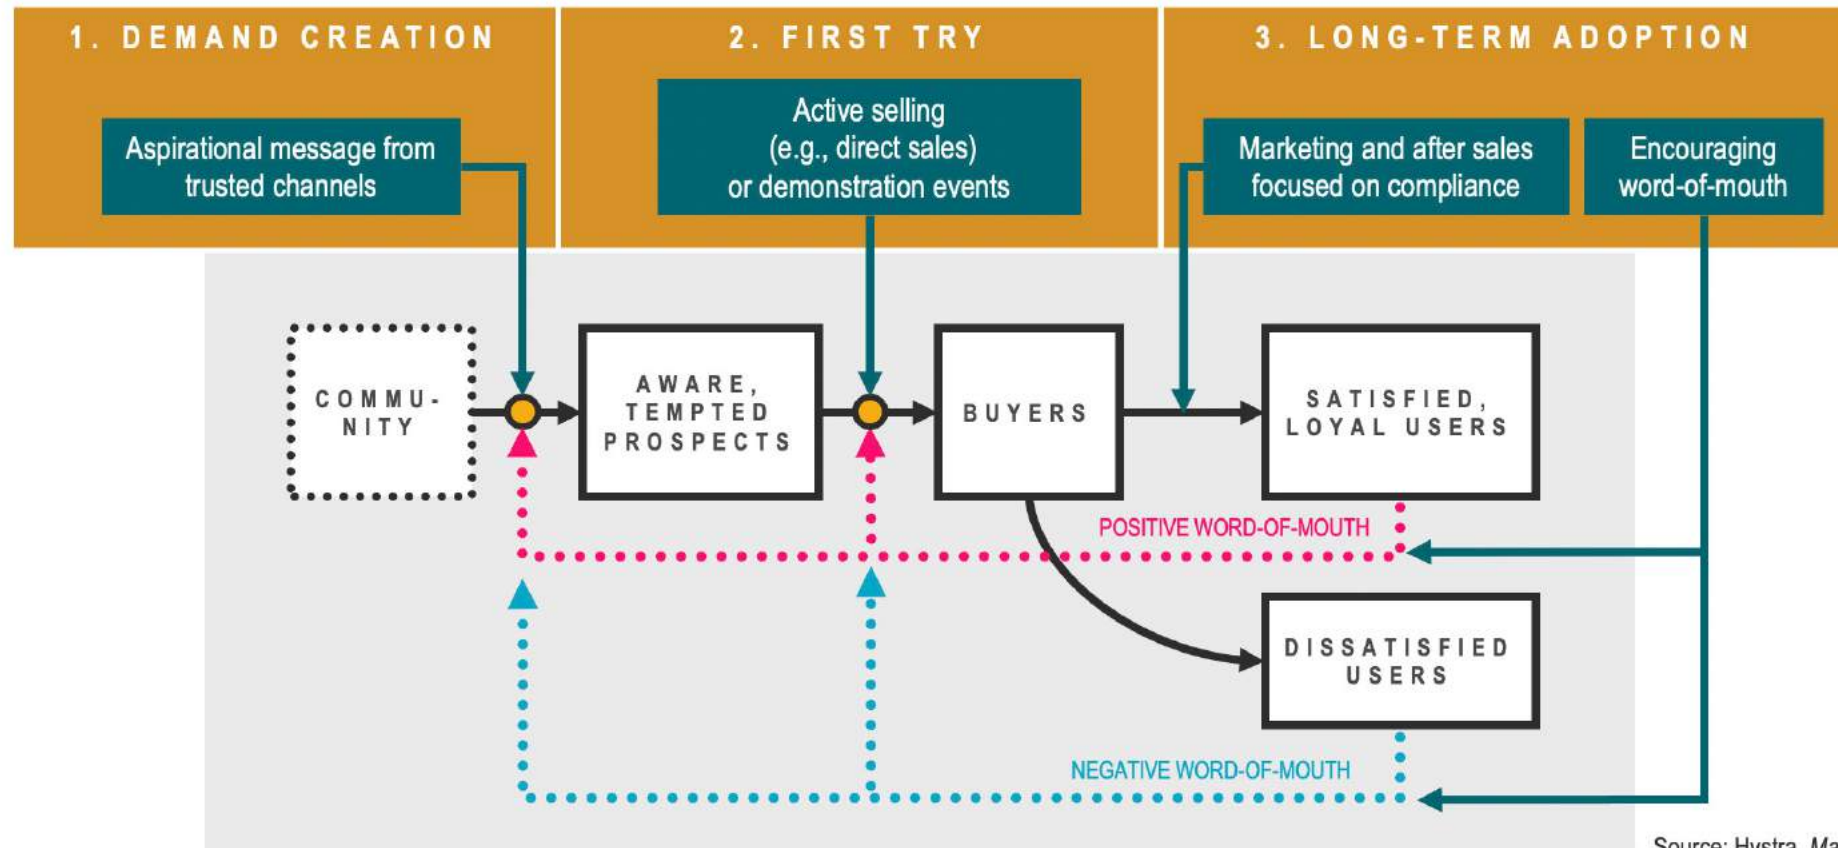 1. DEMAND CREATION
2. FIRST TRY
3. LONG-TERM ADOPTION
Aspirational message from
trusted channels
Active selling
(e.g., direct sales)
or demonstration events
Marketing and after sales
focused on compliance
Encouraging
word-of-mouth
COMMU-
NITY
AWARE,
TEMPTED
PROSPECTS
BUYERS
SATISFIED,
LOYAL USERS
POSITIVE WORD-OF-MOUTH
DISSATISFIED
USERS
NEGATIVE WORD-OF-MOUTH
Source: Hystra, Ma